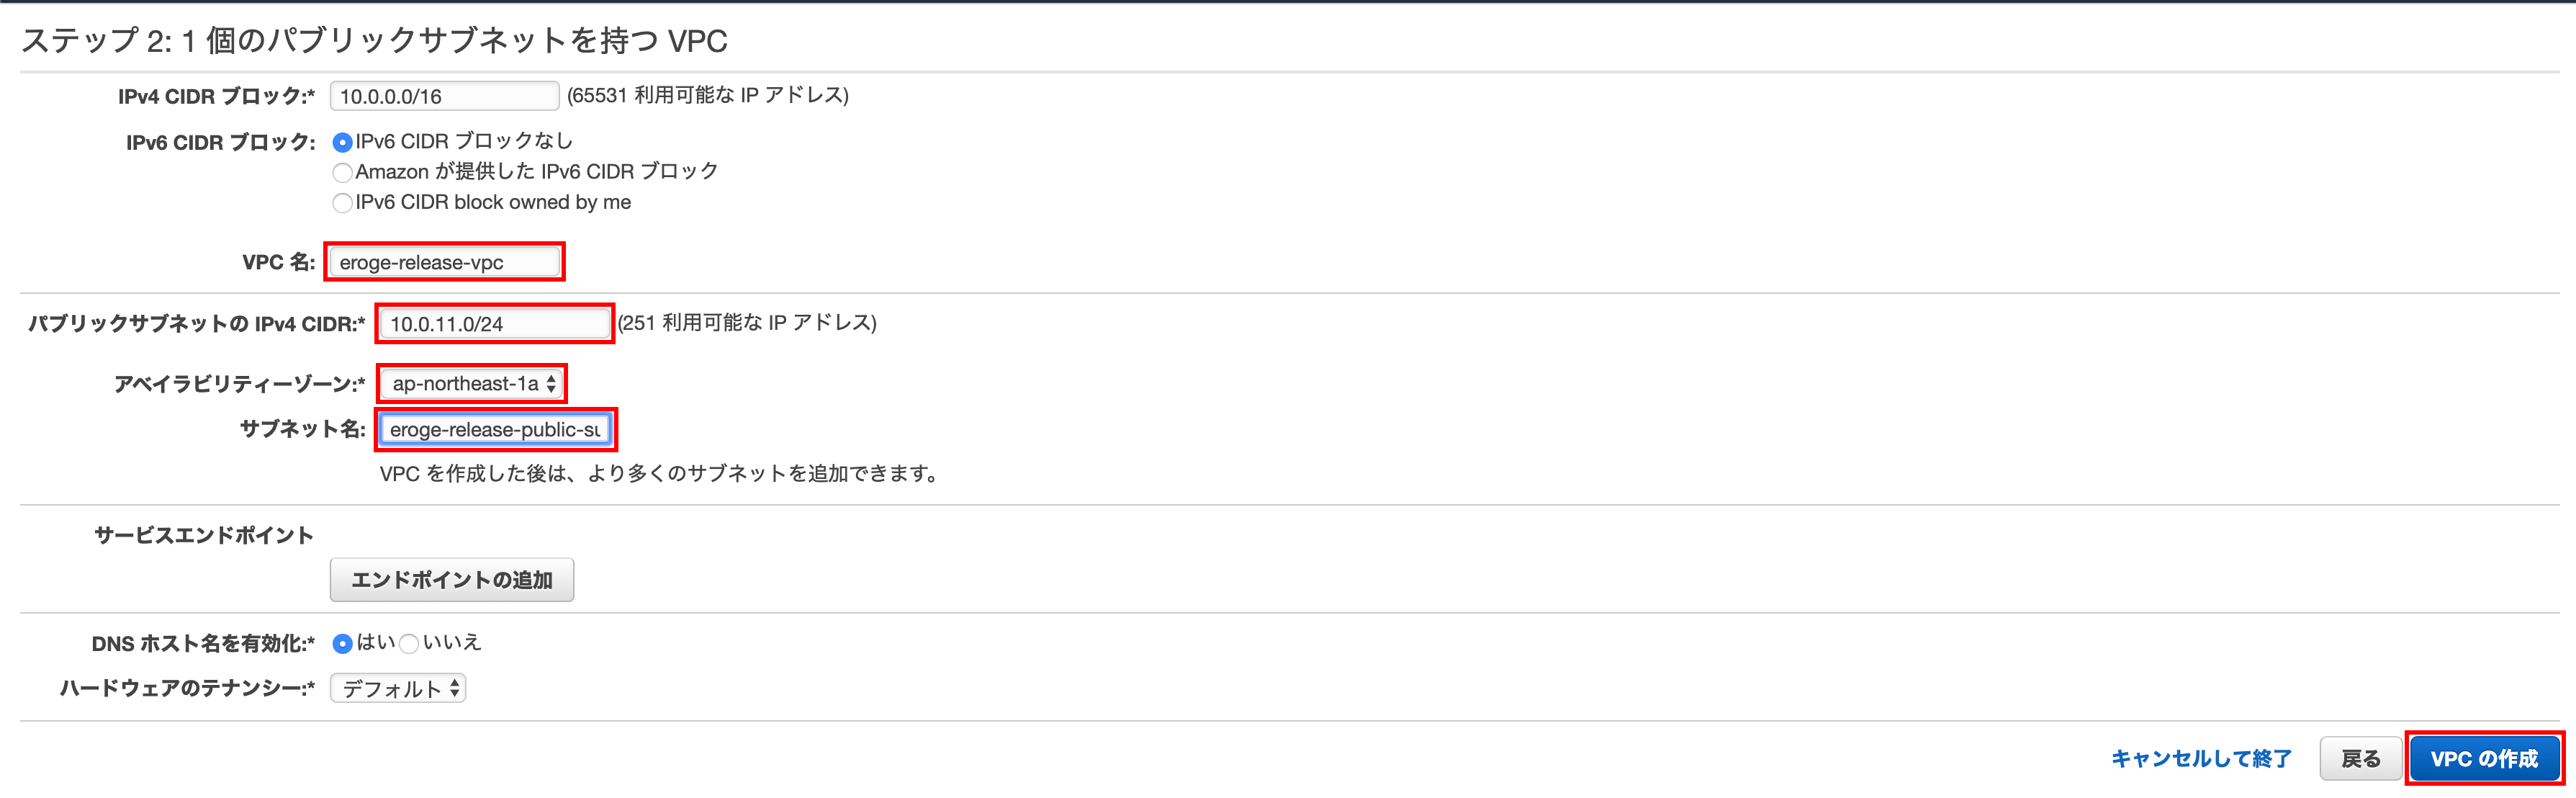 ステップ 2: 1 個のパブリックサブネットを持つ VPC
IPv4 CIDR ブロック:* 10.0.0.0/16 (65531 利用可能な IP アドレス)
IPv6 CIDR ブロック: IPv6 CIDR ブロックなし
Amazon が提供した IPv6 CIDR ブロック
IPv6 CIDR block owned by me
VPC 名: eroge-release-vpc
パブリックサブネットの IPv4 CIDR:* 10.0.11.0/24 (251 利用可能な IP アドレス)
アベイラビリティーゾーン:* ap-northeast-1a
サブネット名: eroge-release-public-su
VPC を作成した後は、より多くのサブネットを追加できます。
サービスエンドポイント
エンドポイントの追加
DNS ホスト名を有効化:* はい いいえ
ハードウェアのテナンシー:* デフォルト
キャンセルして終了 戻る VPC の作成